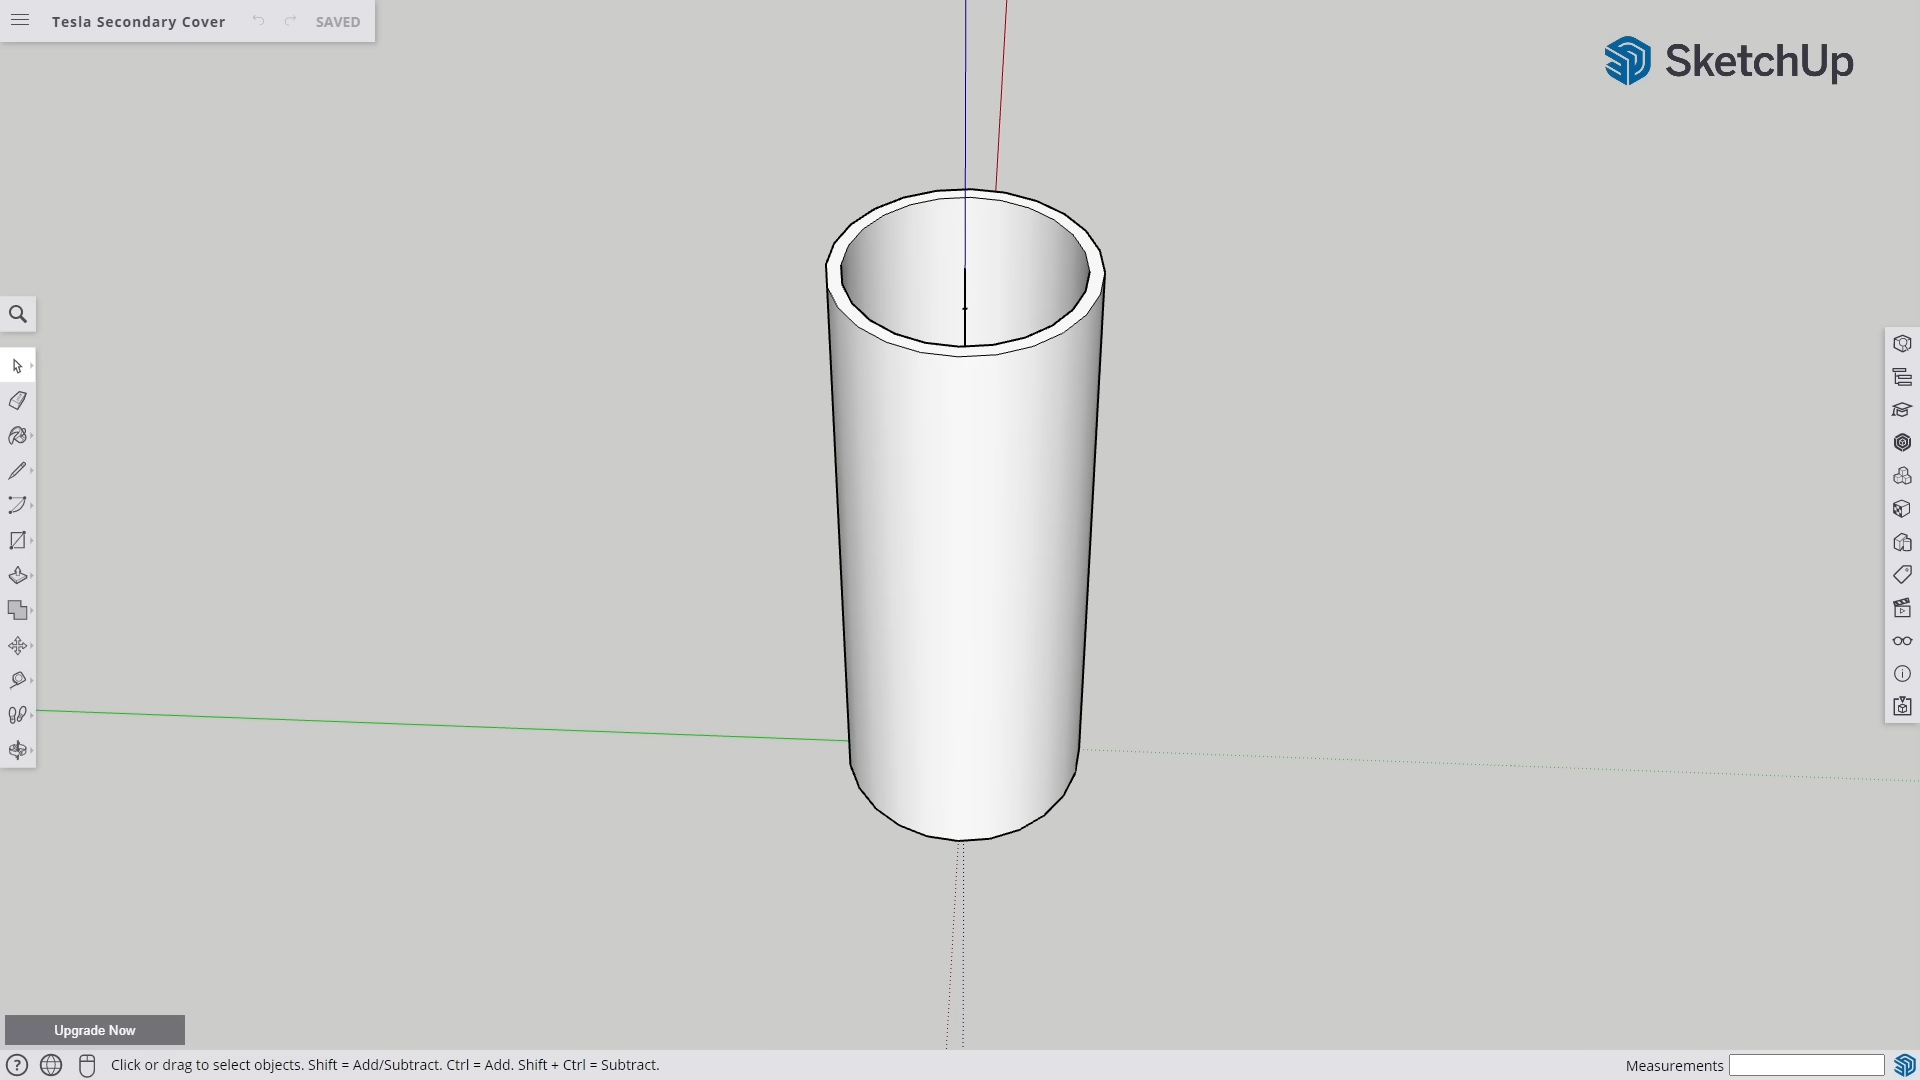 Tesla Secondary Cover
SAVED
SketchUp
Upgrade Now
Click or drag to select objects. Shift = Add/Subtract. Ctrl = Add. Shift + Ctrl = Subtract.
Measurements